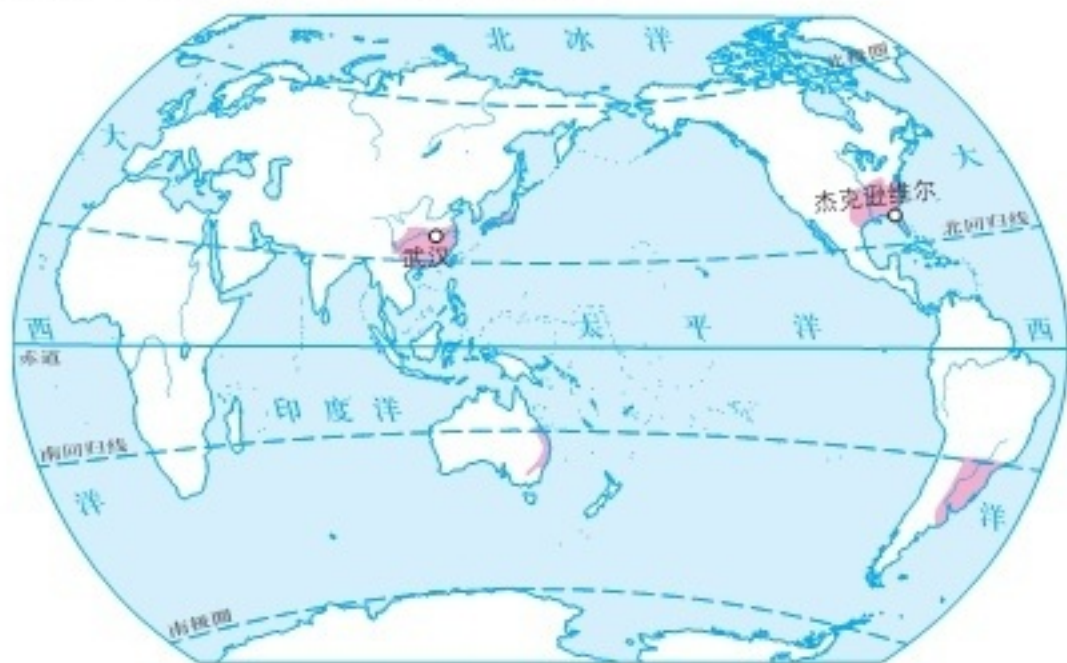 北冰洋
北极圈
大
大
杰克逊维尔
北回归线
武汉
西
太平洋
西
赤道
印度洋
南回归线
洋
洋
南极圈